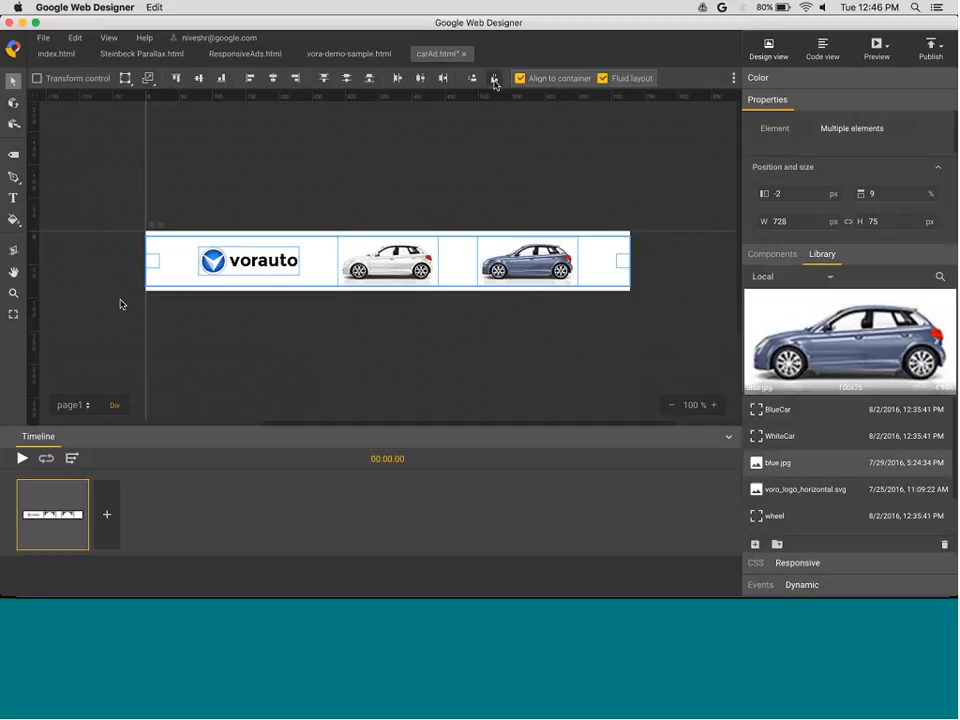 Google Web Designer Edit
80% Tue 12:46 PM
Google Web Designer
File Edit View Help niveshr@google.com
index.html Steinbeck Parallax.html ResponsiveAds.html vora-demo-sample.html carAd.html* ×
Design view Code view Preview Publish
Transform control Align to container Fluid layout
Color
Properties
Element Multiple elements
Position and size
-2 px 9 %
W 728 px H 75 px
vorauto
Components Library
Local
blue.jpg 150x75
BlueCar 8/2/2016, 12:35:41 PM
WhiteCar 8/2/2016, 12:35:41 PM
blue.jpg 7/29/2016, 5:24:34 PM
voro_logo_horizontal.svg 7/25/2016, 11:09:22 AM
wheel 8/2/2016, 12:35:41 PM
page1 Div
− 100 % +
Timeline
00:00.00
CSS Responsive
Events Dynamic